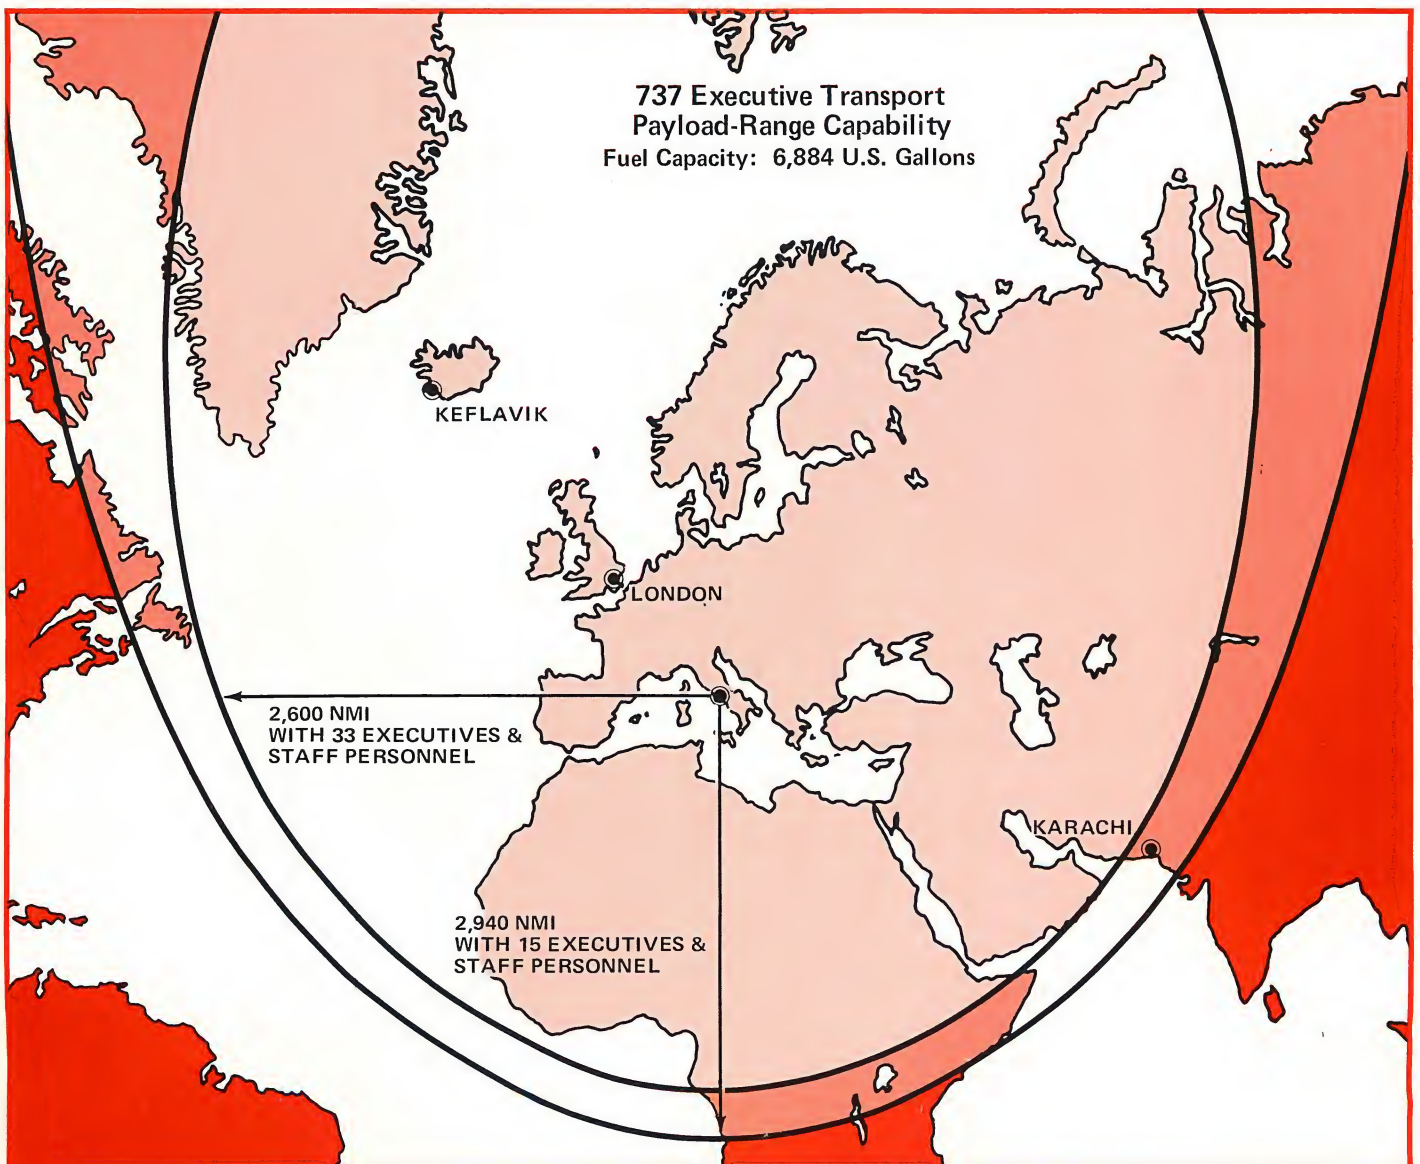 737 Executive Transport
Payload-Range Capability
Fuel Capacity: 6,884 U.S. Gallons
KEFLAVIK
LONDON
2,600 NMI
WITH 33 EXECUTIVES &
STAFF PERSONNEL
KARACHI
2,940 NMI
WITH 15 EXECUTIVES &
STAFF PERSONNEL